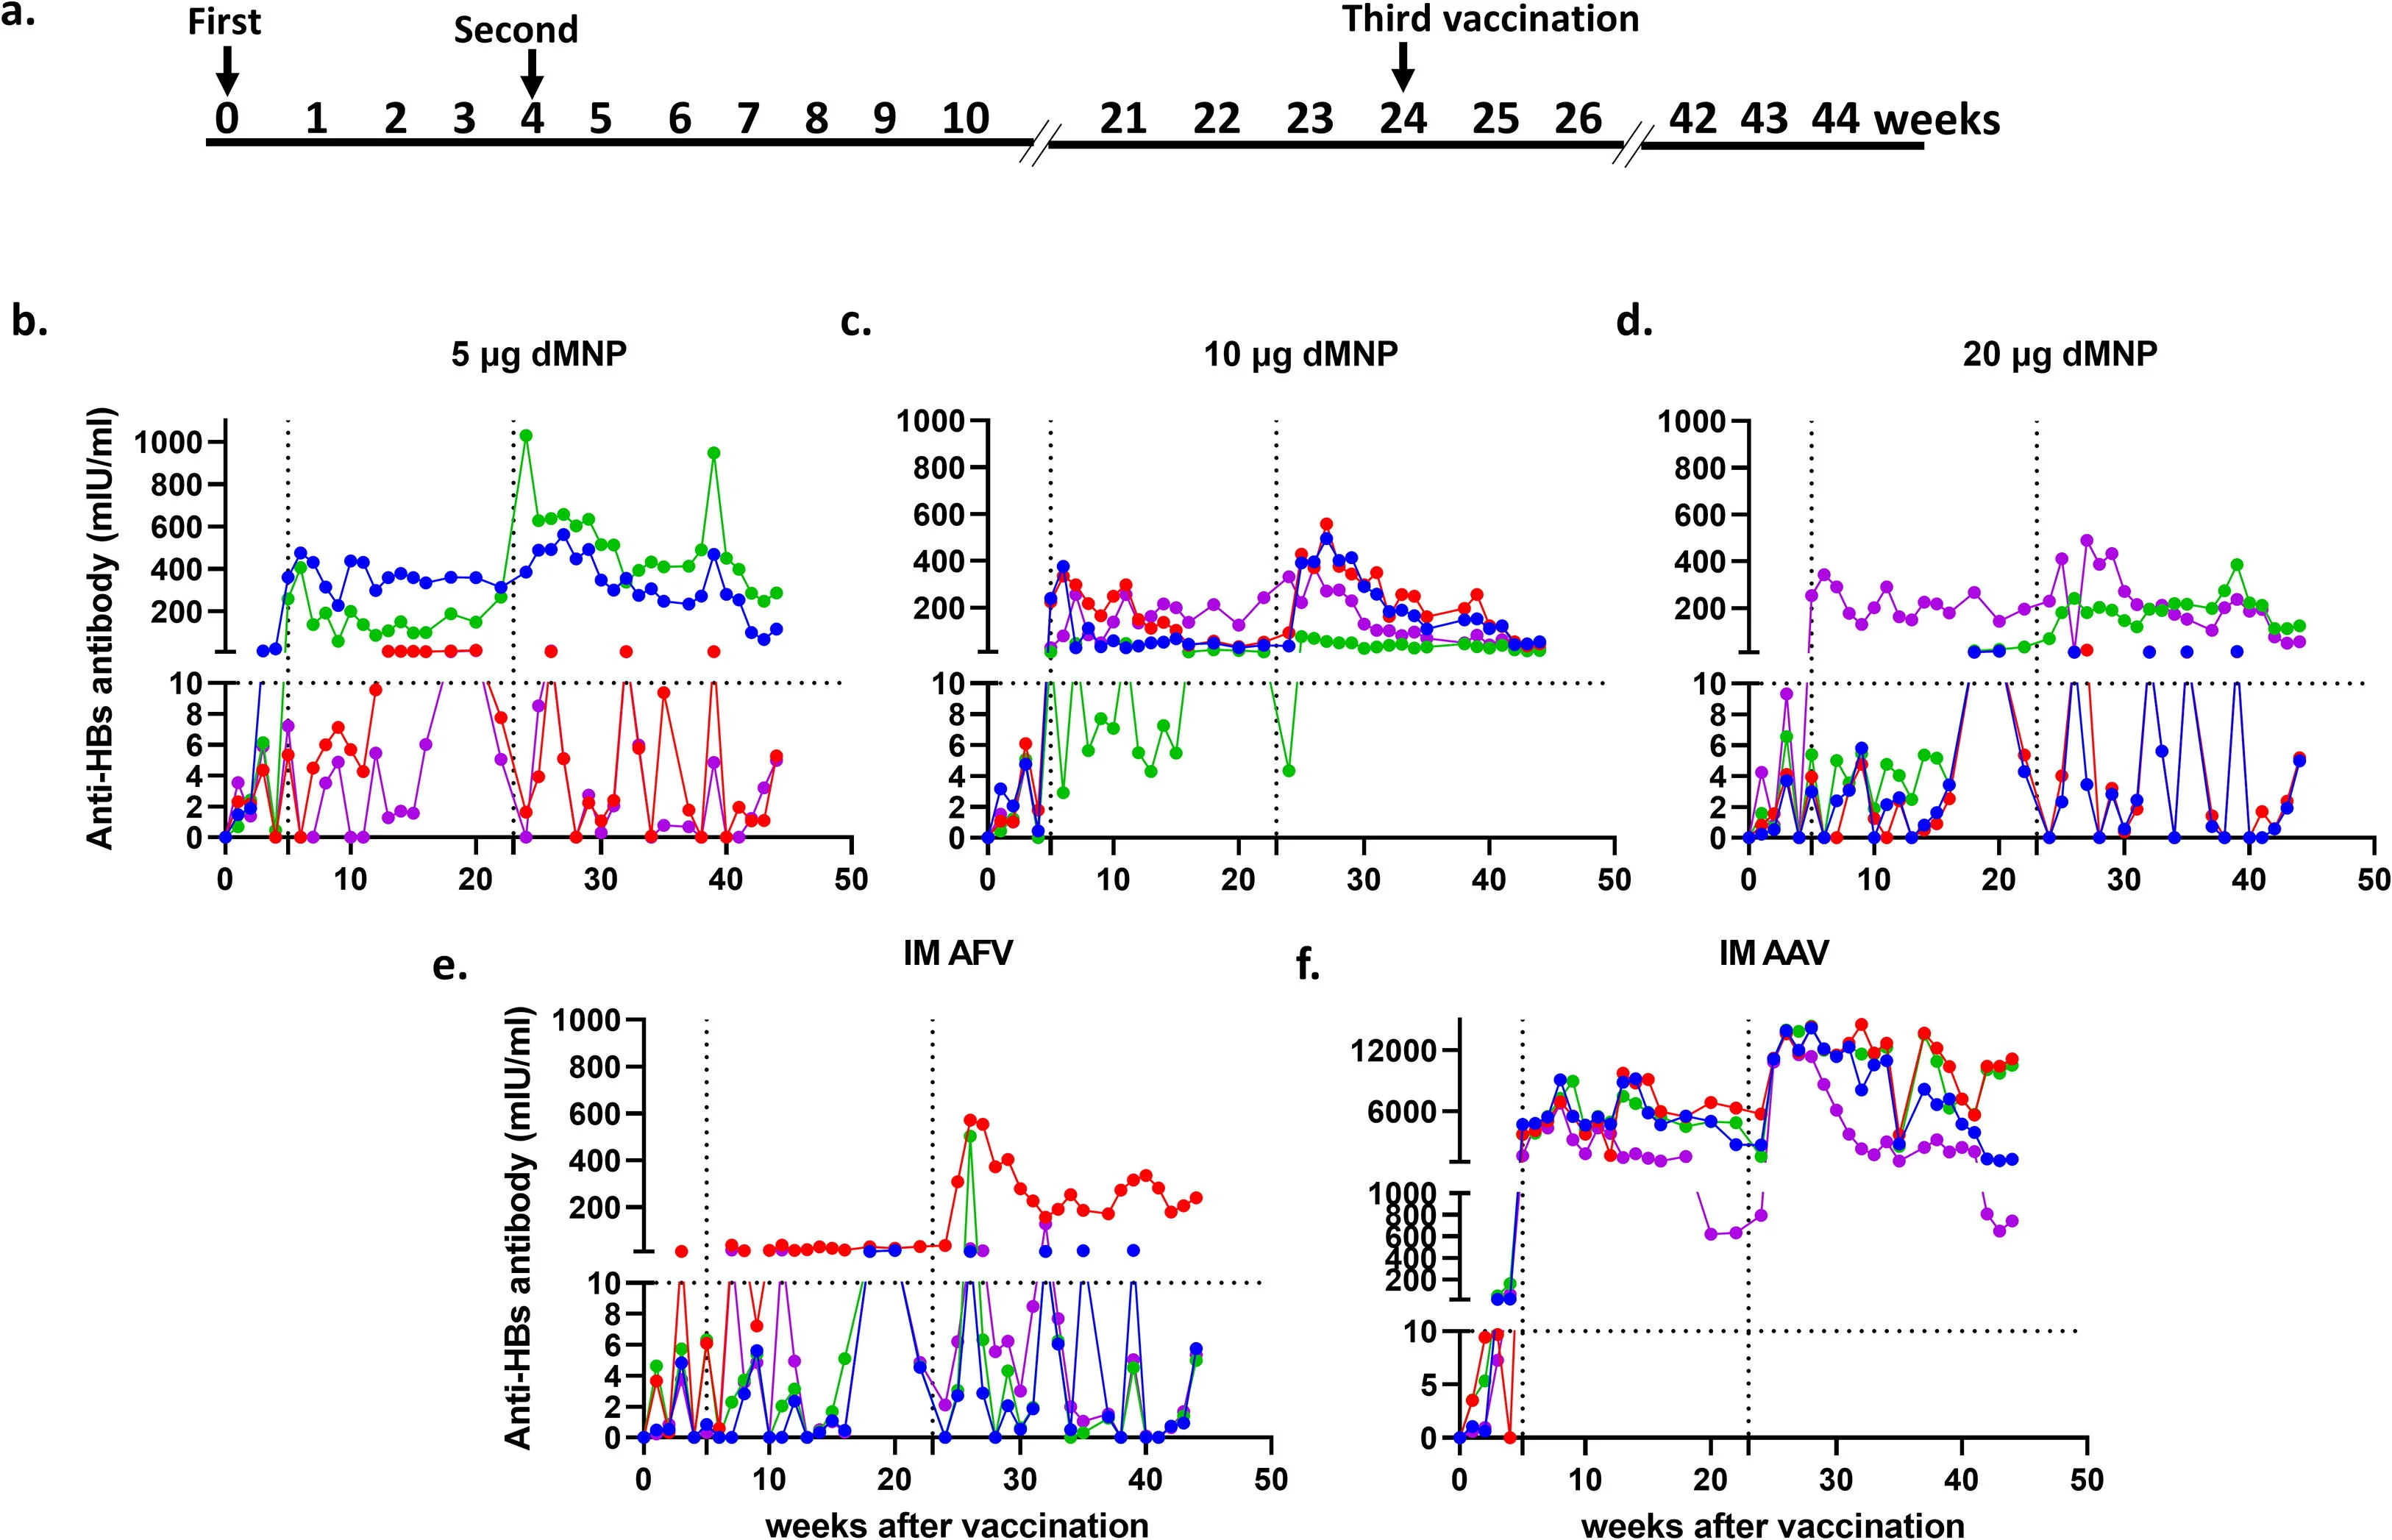 a.
First
Second
Third vaccination
0 1 2 3 4 5 6 7 8 9 10 21 22 23 24 25 26 42 43 44 weeks
b.
5 µg dMNP
Anti-HBs antibody (mIU/ml)
1000
800
600
400
200
10
8
6
4
2
0
0 10 20 30 40 50
c.
10 µg dMNP
1000
800
600
400
200
10
8
6
4
2
0
0 10 20 30 40 50
d.
20 µg dMNP
1000
800
600
400
200
10
8
6
4
2
0
0 10 20 30 40 50
e.
IM AFV
Anti-HBs antibody (mIU/ml)
1000
800
600
400
200
10
8
6
4
2
0
0 10 20 30 40 50
weeks after vaccination
f.
IM AAV
12000
6000
1000
800
600
400
200
10
5
0
0 10 20 30 40 50
weeks after vaccination